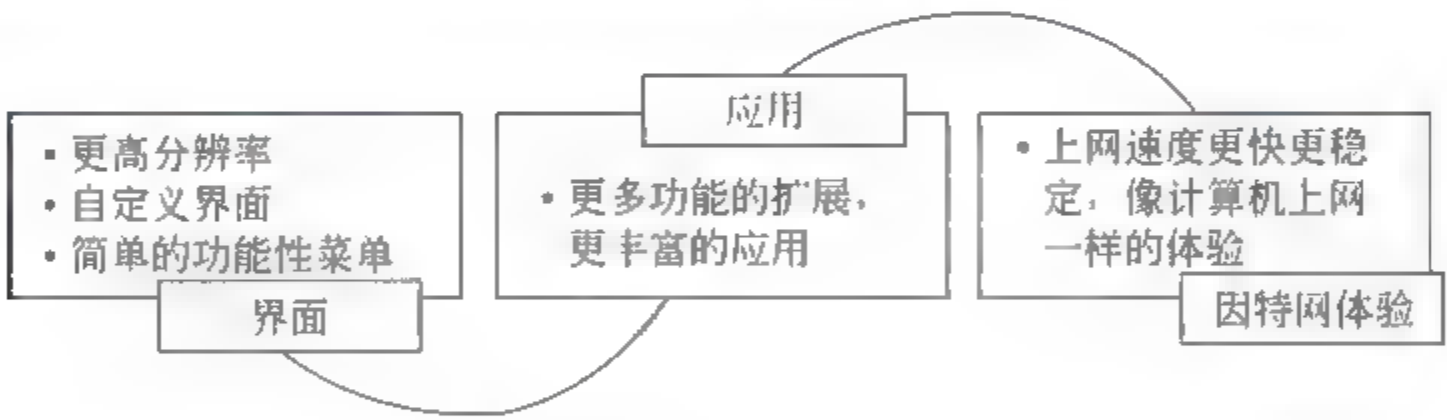 ▪ 更高分辨率
• 自定义界面
• 简单的功能性菜单
界面
应用
• 更多功能的扩展，
更丰富的应用
• 上网速度更快更稳
定，像计算机上网
一样的体验
因特网体验